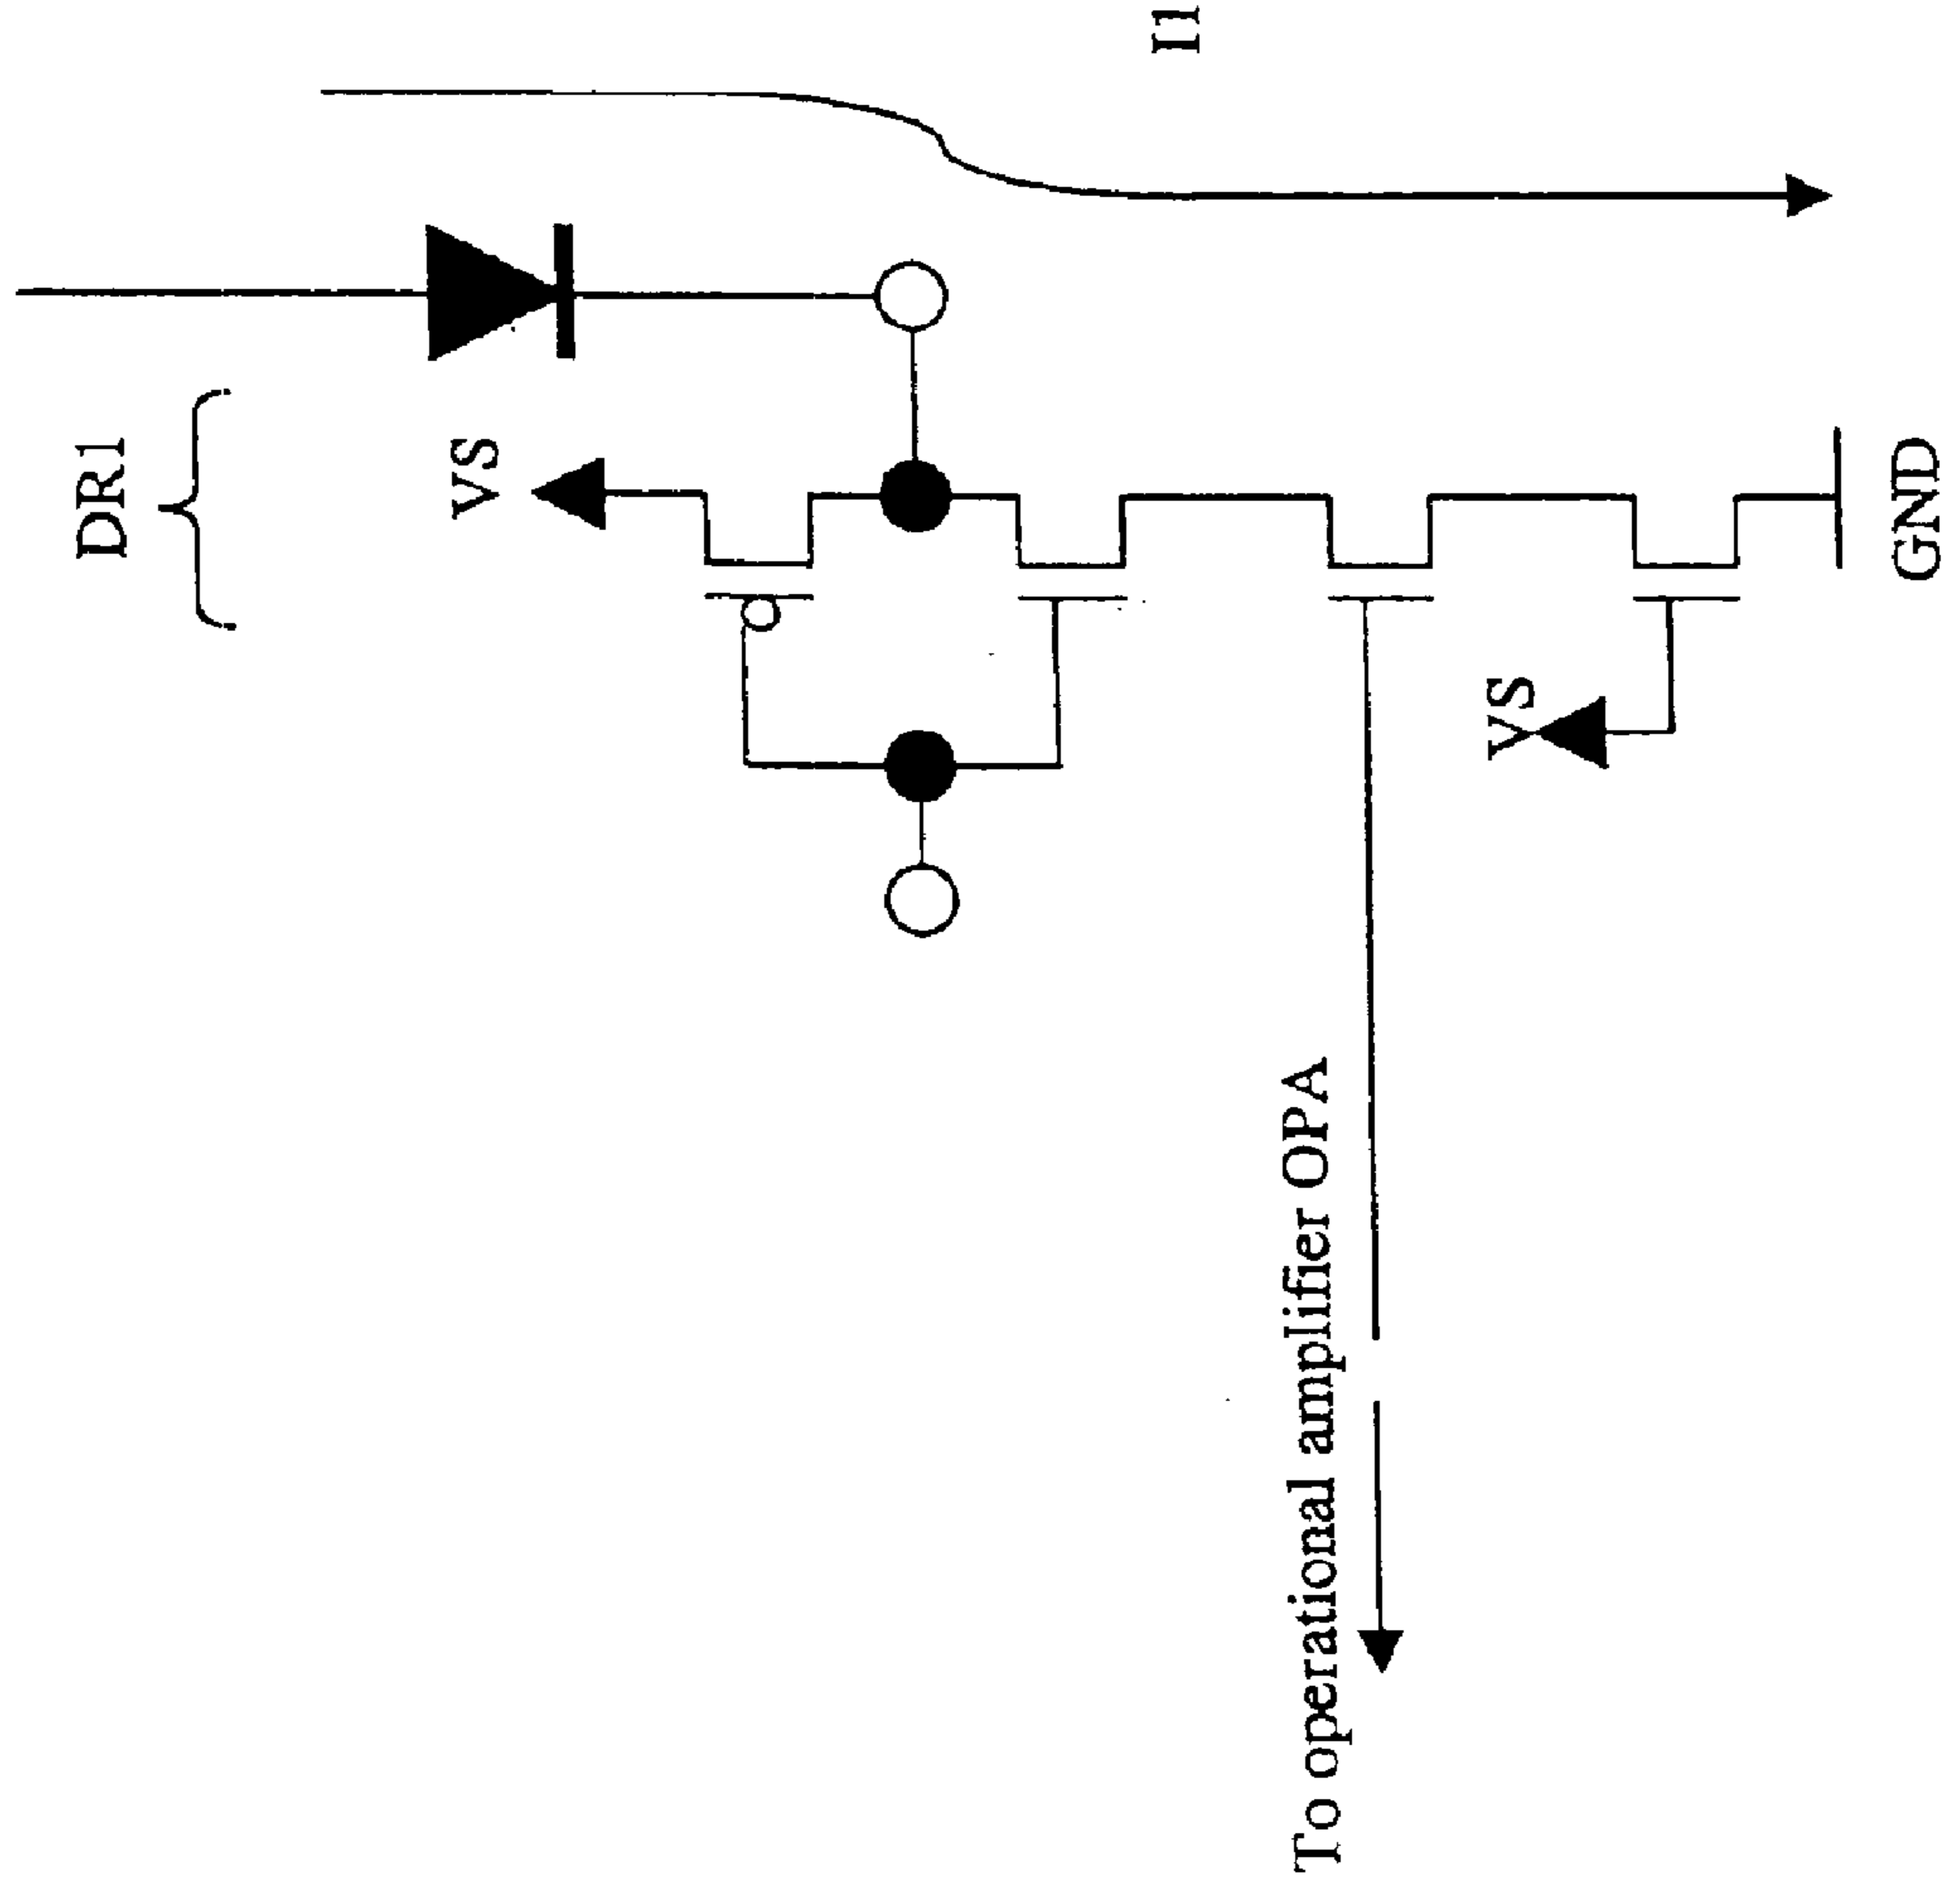 DR1
VS
I1
VS
To operational amplifier OPA
GND